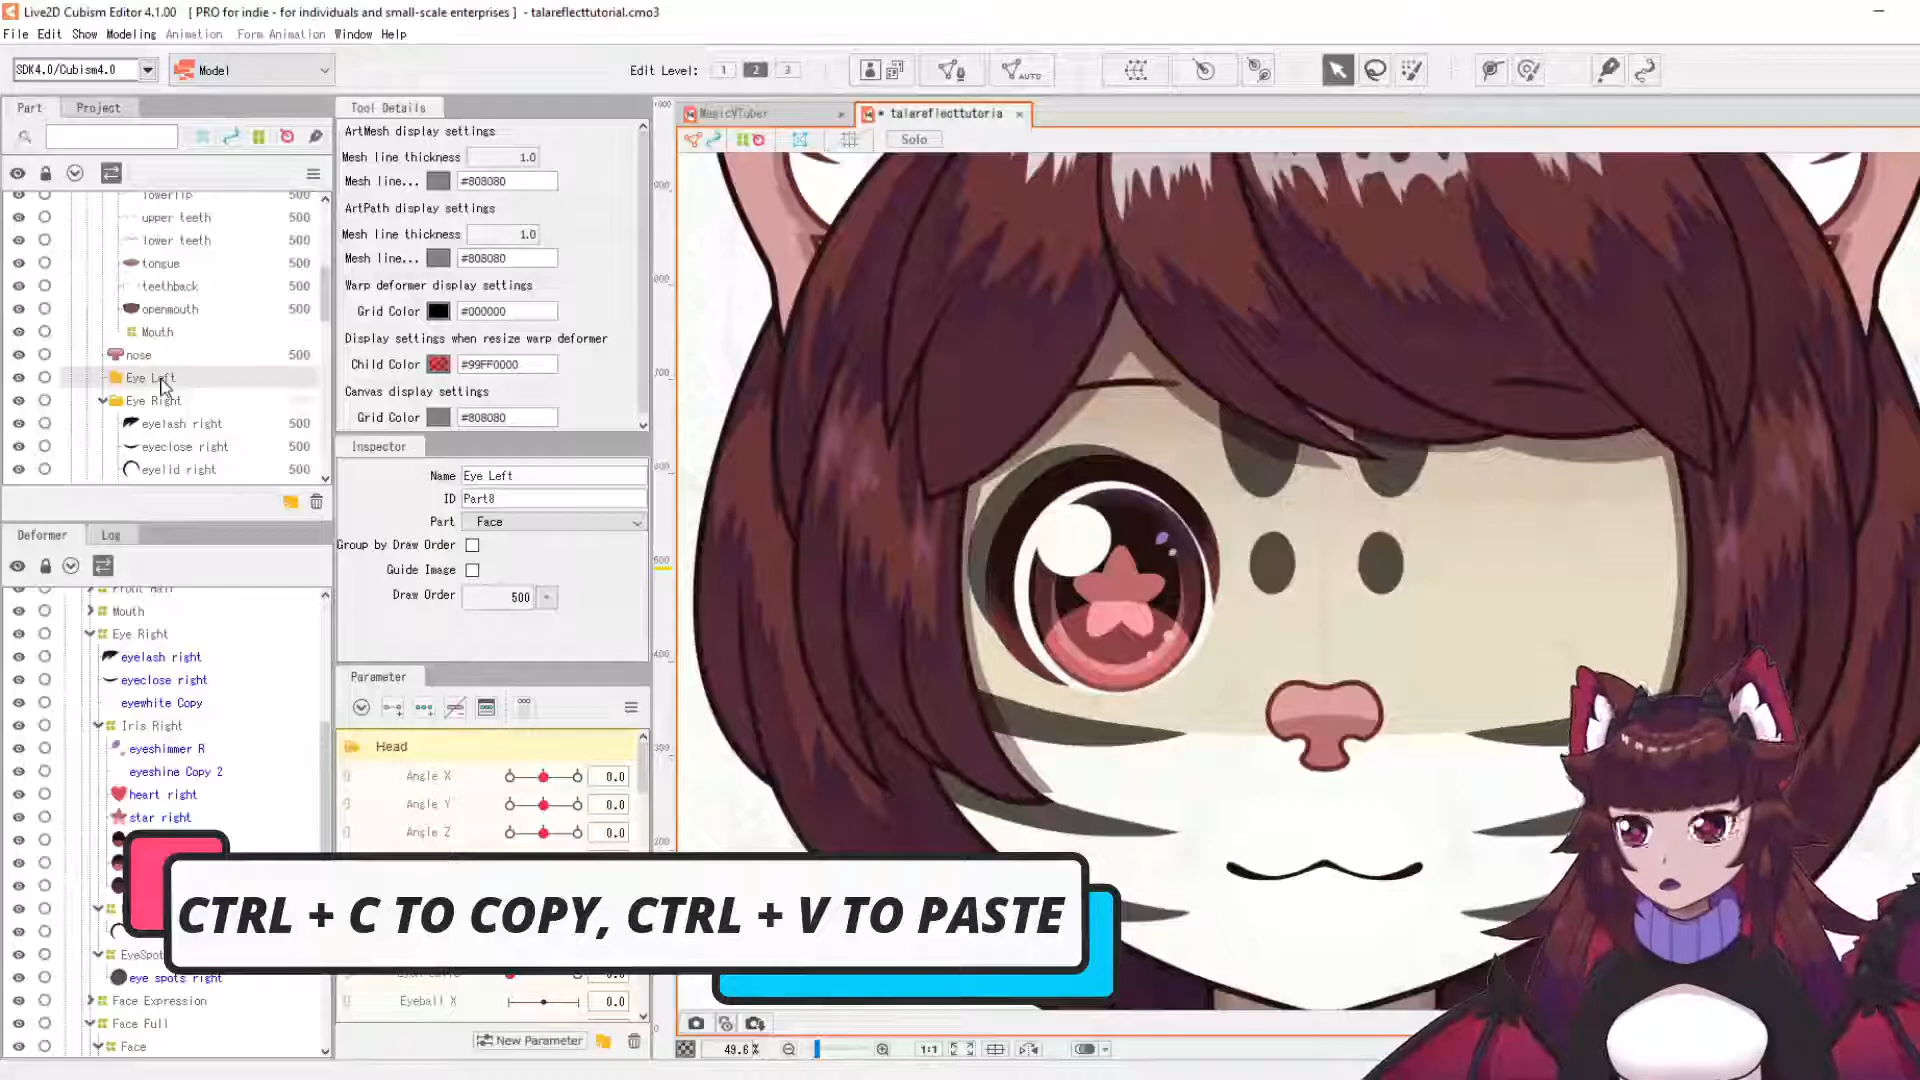 Live2D Cubism Editor 4.1.00 [ PRO for indie - for individuals and small-scale enterprises ] - talareflecttutorial.cmo3
File Edit Show Modeling Animation Form Animation Window Help
SDK4.0/Cubism4.0 Model Edit Level: 1 2 3 AUTO
Part Project
lowerlip 500
upper teeth 500
lower teeth 500
tongue 500
teethback 500
openmouth 500
Mouth
nose 500
Eye Left
Eye Right
eyelash right 500
eyeclose right 500
eyelid right 500
Deformer Log
Front Hair
Mouth
Eye Right
eyelash right
eyeclose right
eyewhite Copy
Iris Right
eyeshimmer R
eyeshine Copy 2
heart right
star right
EyeSpot
eye spots right
Face Expression
Face Full
Face
Tool Details
ArtMesh display settings
Mesh line thickness 1.0
Mesh line... #808080
ArtPath display settings
Mesh line thickness 1.0
Mesh line... #808080
Warp deformer display settings
Grid Color #000000
Display settings when resize warp deformer
Child Color #99FF0000
Canvas display settings
Grid Color #808080
Inspector
Name Eye Left
ID Part8
Part Face
Group by Draw Order
Guide Image
Draw Order 500
Parameter
Head
Angle X 0.0
Angle Y 0.0
Angle Z 0.0
Eyeball X 0.0
New Parameter
MagicVTuber
* talareflecttutoria
Solo
CTRL + C TO COPY, CTRL + V TO PASTE
49.6 %
1:1